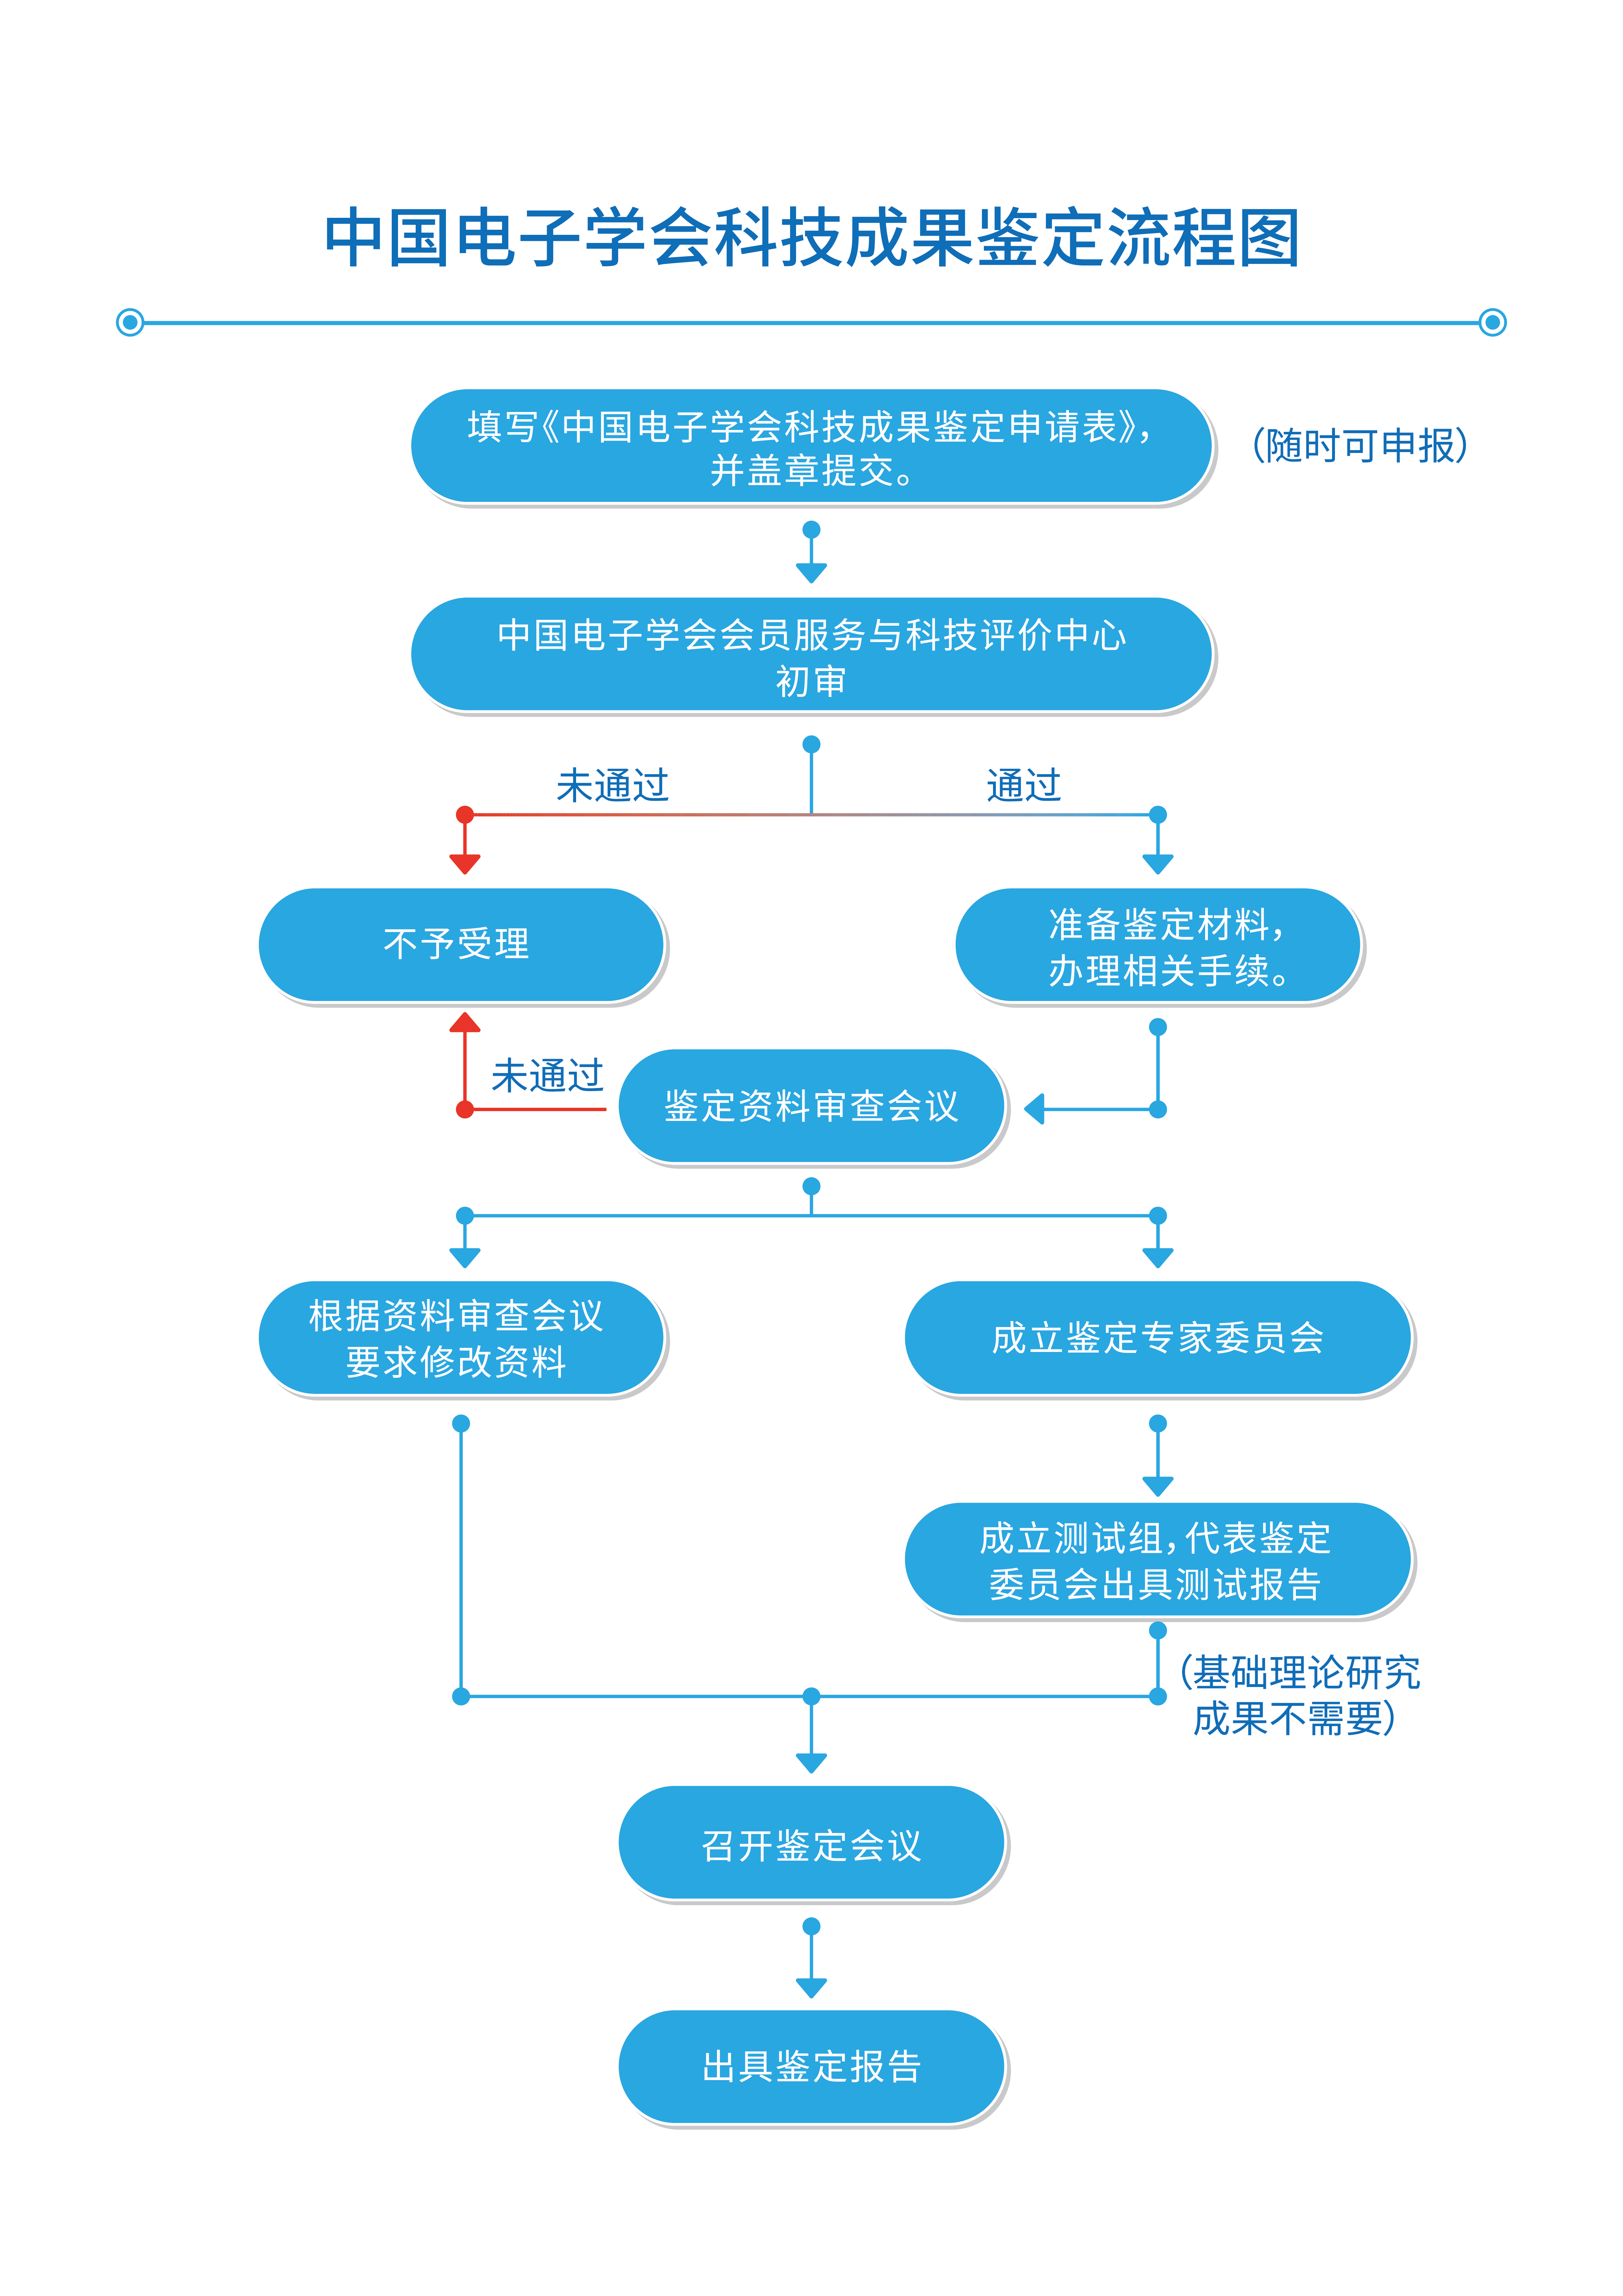 中国电子学会科技成果鉴定流程图
填写《中国电子学会科技成果鉴定申请表》，
并盖章提交。
（随时可申报）
中国电子学会会员服务与科技评价中心
初审
未通过
通过
不予受理
准备鉴定材料，
办理相关手续。
未通过
鉴定资料审查会议
根据资料审查会议
要求修改资料
成立鉴定专家委员会
成立测试组，代表鉴定
委员会出具测试报告
（基础理论研究
成果不需要）
召开鉴定会议
出具鉴定报告